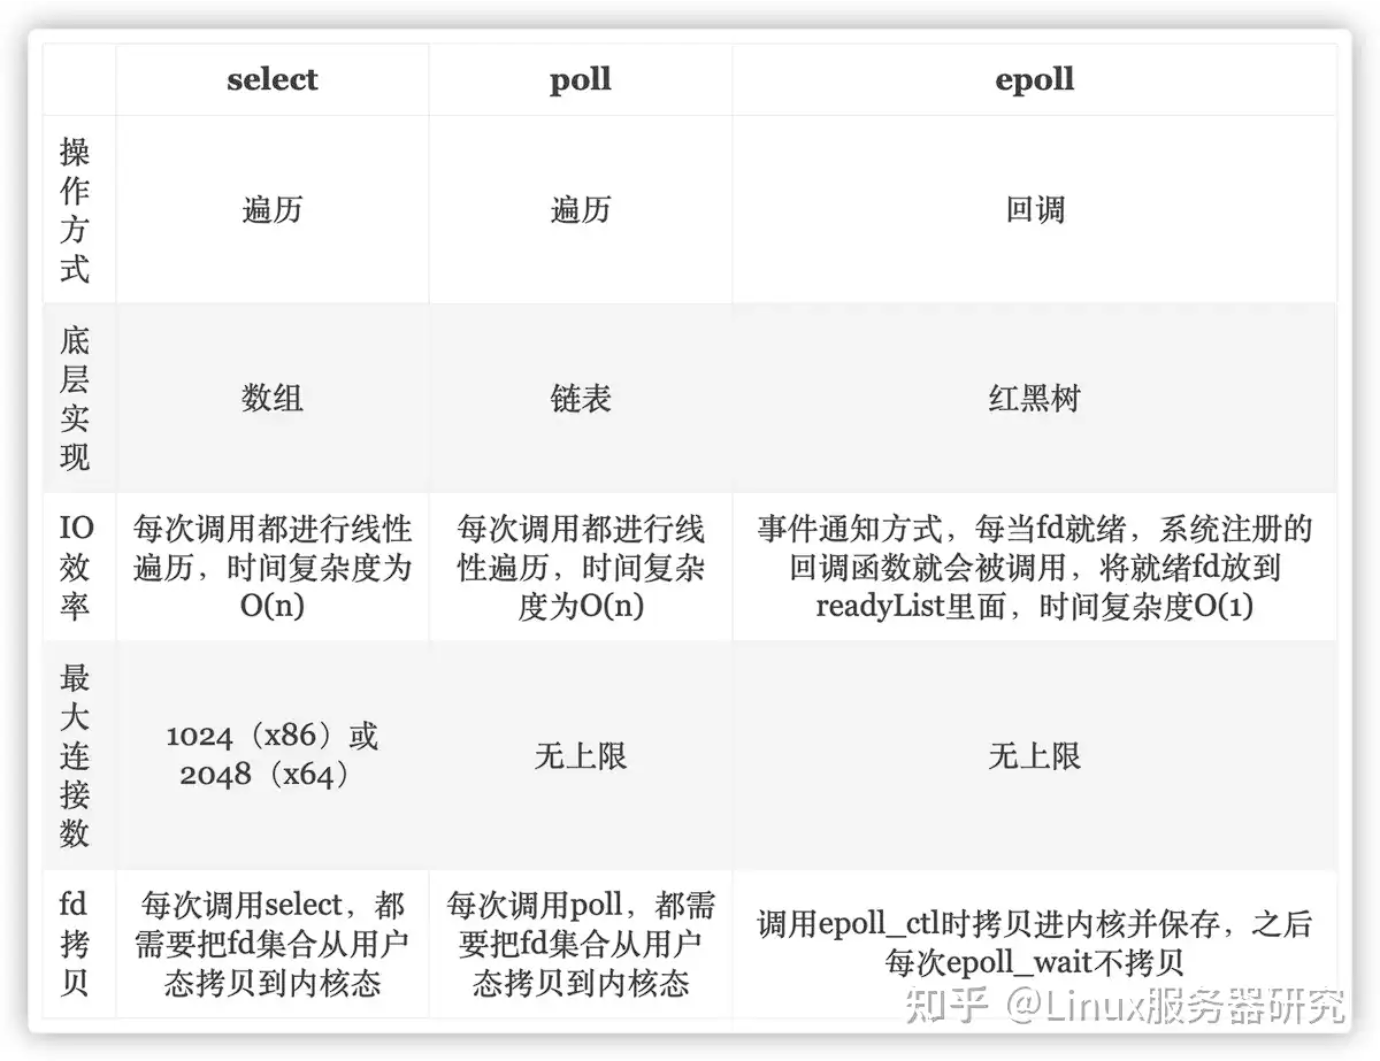 select poll epoll
操作方式
遍历
遍历
回调
底层实现
数组
链表
红黑树
IO效率
每次调用都进行线性
遍历，时间复杂度为
O(n)
每次调用都进行线
性遍历，时间复杂
度为O(n)
事件通知方式，每当fd就绪，系统注册的
回调函数就会被调用，将就绪fd放到
readyList里面，时间复杂度O(1)
最大连接数
1024（x86）或
2048（x64）
无上限
无上限
fd拷贝
每次调用select，都
需要把fd集合从用户
态拷贝到内核态
每次调用poll，都需
要把fd集合从用户
态拷贝到内核态
调用epoll_ctl时拷贝进内核并保存，之后
每次epoll_wait不拷贝
知乎 @Linux服务器研究